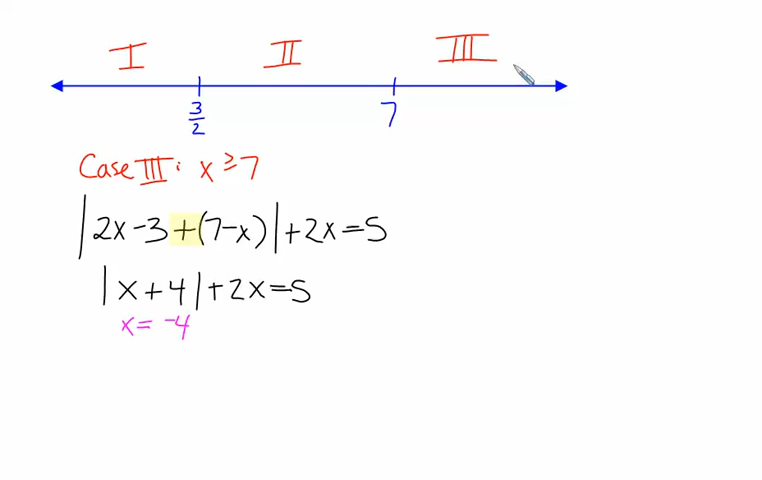 I II III
3/2 7
Case III: x ≥ 7
|2x - 3 + (7 - x)| + 2x = 5
|x + 4| + 2x = 5
x = -4